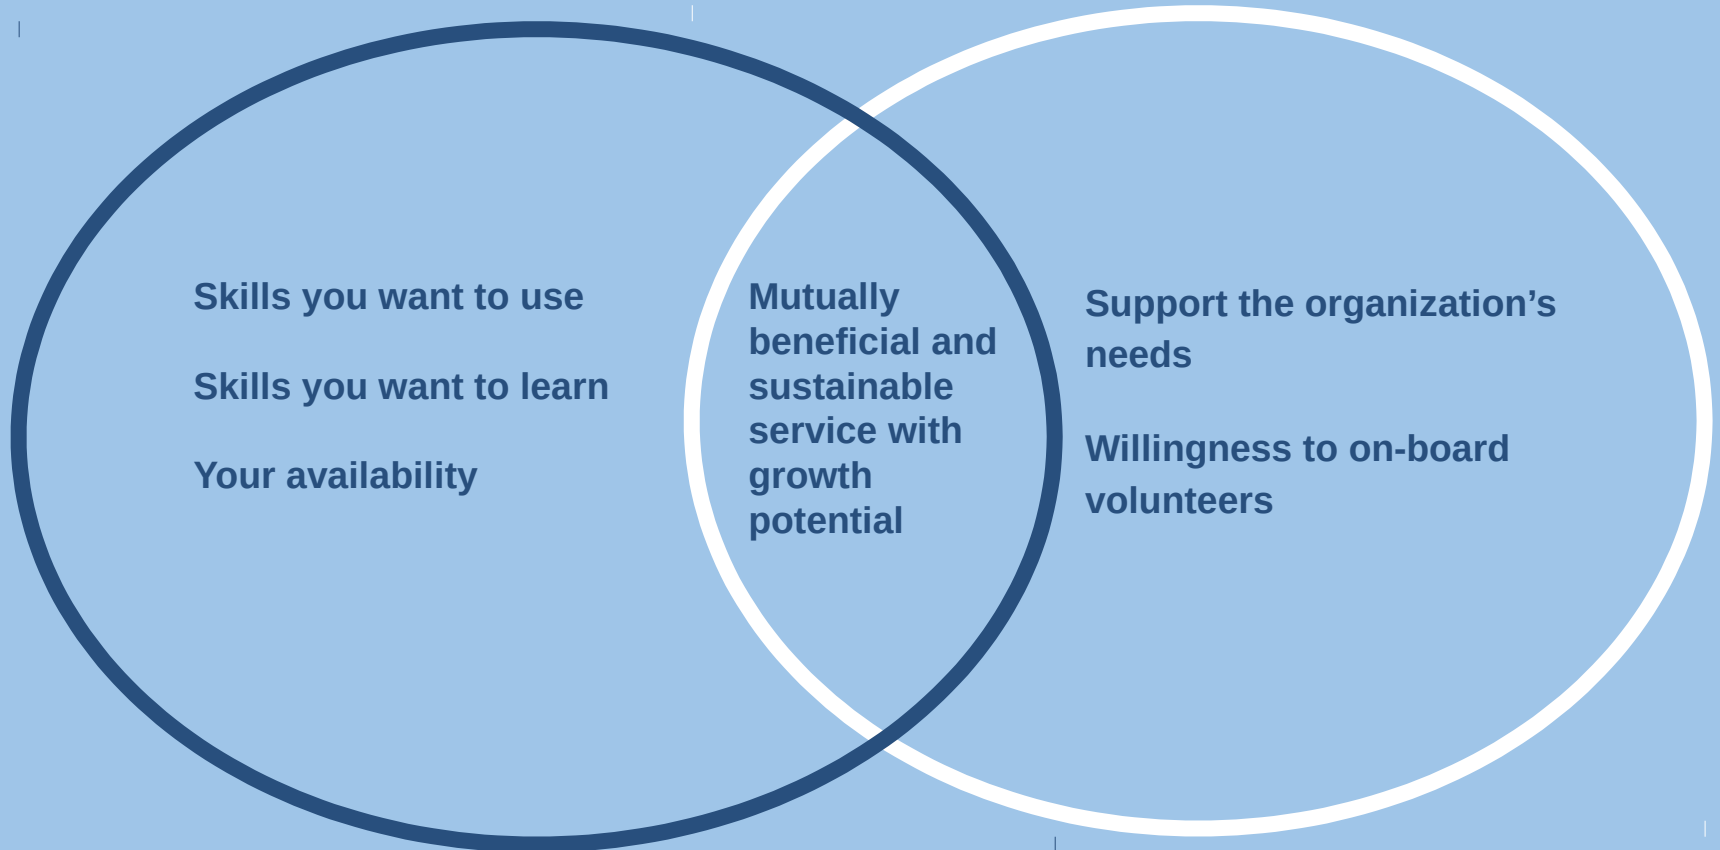 Skills you want to use
Skills you want to learn
Your availability
Mutually
beneficial and
sustainable
service with
growth
potential
Support the organization’s
needs
Willingness to on-board
volunteers